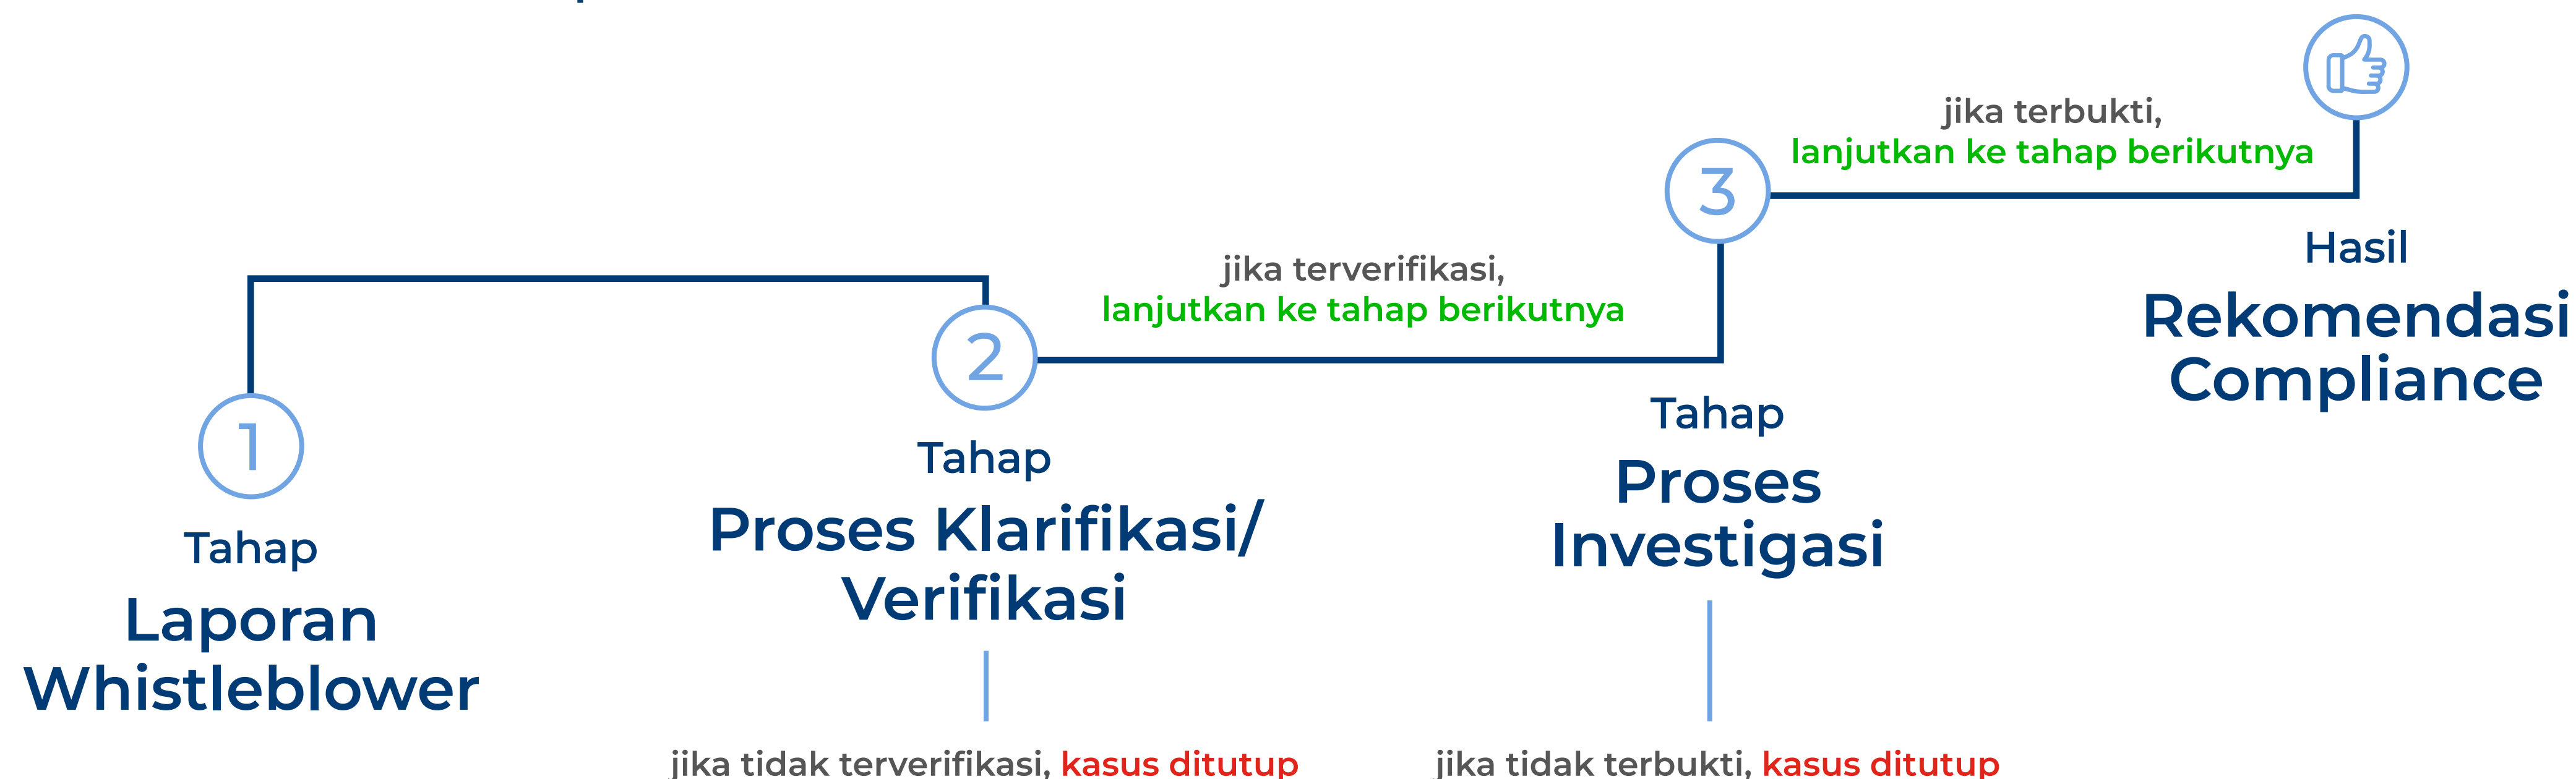 1
Tahap
Laporan
Whistleblower
2
Tahap
Proses Klarifikasi/
Verifikasi
jika tidak terverifikasi, kasus ditutup
jika terverifikasi,
lanjutkan ke tahap berikutnya
3
Tahap
Proses
Investigasi
jika tidak terbukti, kasus ditutup
jika terbukti,
lanjutkan ke tahap berikutnya
Hasil
Rekomendasi
Compliance